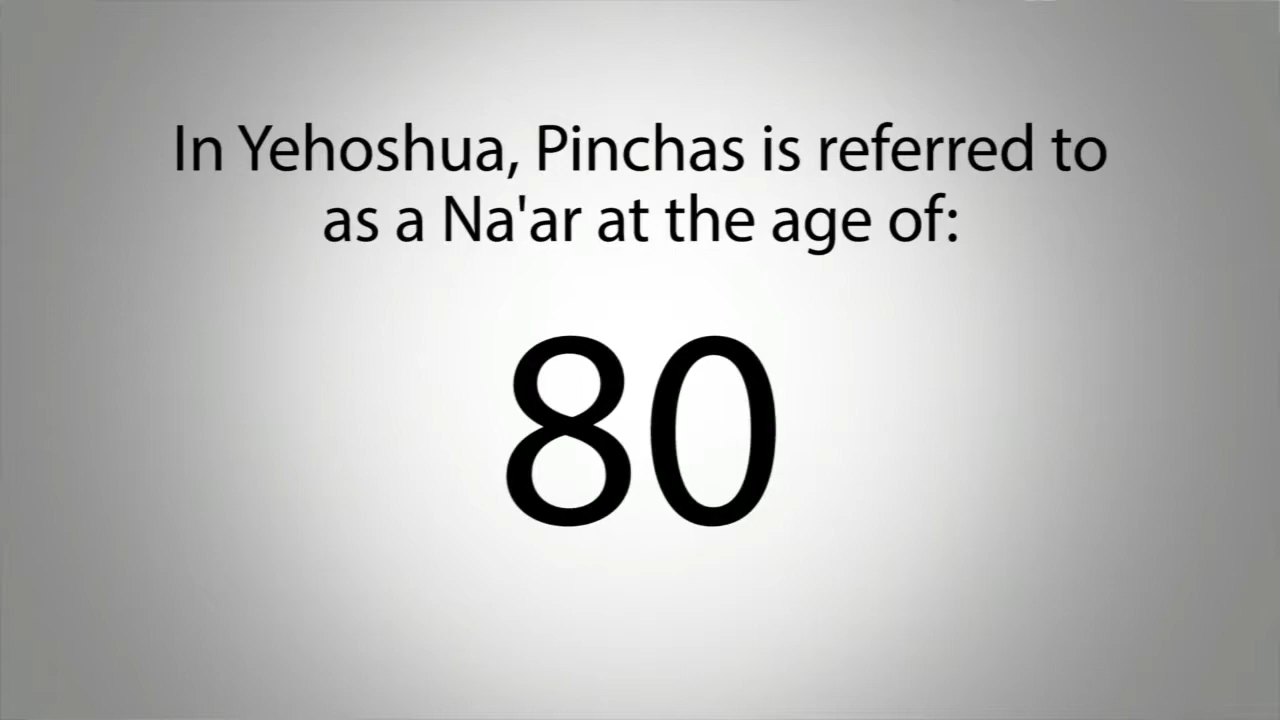 In Yehoshua, Pinchas is referred to
as a Na'ar at the age of:
80